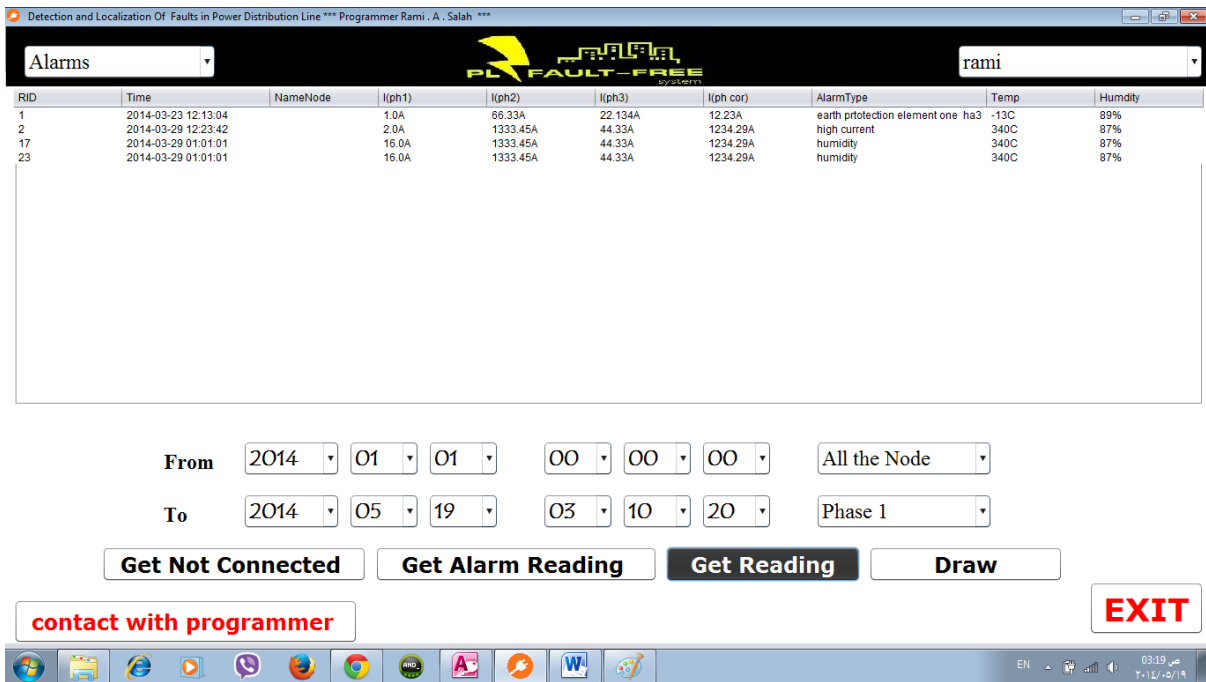 Detection and Localization Of Faults in Power Distribution Line *** Programmer Rami . A . Salah ***
Alarms
PL FAULT-FREE
system
rami
RID Time NameNode I(ph1) I(ph2) I(ph3) I(ph cor) AlarmType Temp Humdity
1 2014-03-23 12:13:04 1.0A 66.33A 22.134A 12.23A earth prtotection element one ha3 -13C 89%
2 2014-03-29 12:23:42 2.0A 1333.45A 44.33A 1234.29A high current 340C 87%
17 2014-03-29 01:01:01 16.0A 1333.45A 44.33A 1234.29A humidity 340C 87%
23 2014-03-29 01:01:01 16.0A 1333.45A 44.33A 1234.29A humidity 340C 87%
From 2014 01 01 00 00 00 All the Node
To 2014 05 19 03 10 20 Phase 1
Get Not Connected Get Alarm Reading Get Reading Draw
contact with programmer
EXIT
AND
A
W
EN
03:19 ص
٢٠١٤/٠٥/١٩